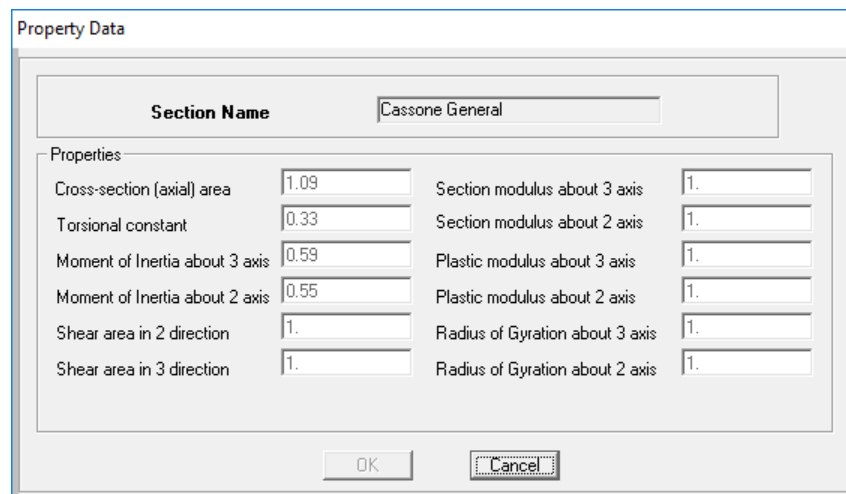 Property Data
Section Name Cassone General
Properties
Cross-section (axial) area 1.09 Section modulus about 3 axis 1.
Torsional constant 0.33 Section modulus about 2 axis 1.
Moment of Inertia about 3 axis 0.59 Plastic modulus about 3 axis 1.
Moment of Inertia about 2 axis 0.55 Plastic modulus about 2 axis 1.
Shear area in 2 direction 1. Radius of Gyration about 3 axis 1.
Shear area in 3 direction 1. Radius of Gyration about 2 axis 1.
OK Cancel